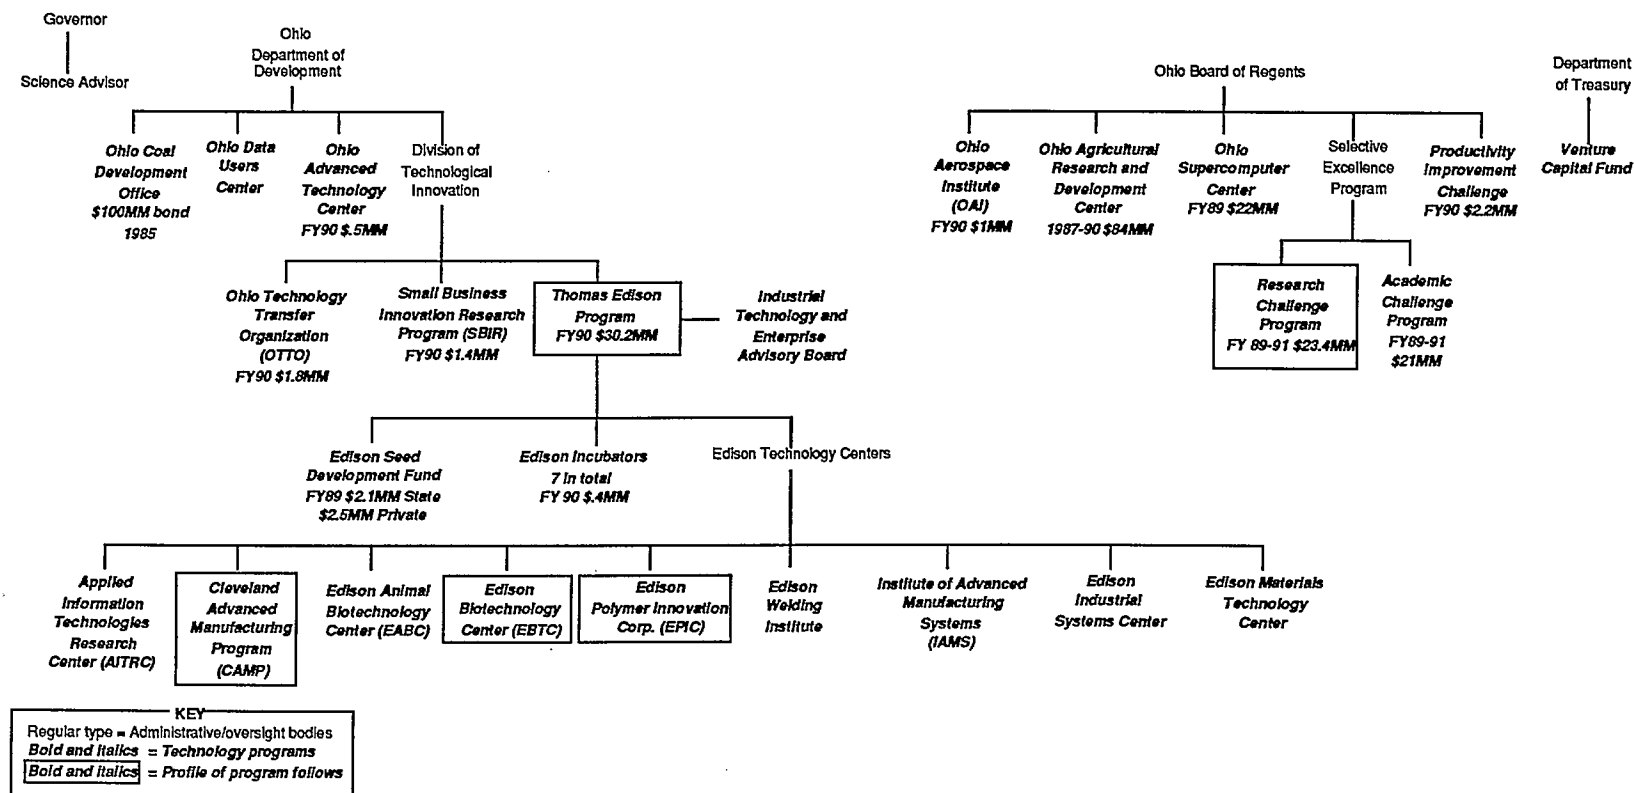 Governor
Science Advisor
Ohio
Department of
Development
Ohio Board of Regents
Department
of Treasury
Ohio Coal
Development
Office
$100MM bond
1985
Ohio Data
Users
Center
Ohio
Advanced
Technology
Center
FY90 $.5MM
Division of
Technological
Innovation
Ohio
Aerospace
Institute
(OAI)
FY90 $1MM
Ohio Agricultural
Research and
Development
Center
1987-90 $84MM
Ohio
Supercomputer
Center
FY89 $22MM
Selective
Excellence
Program
Productivity
Improvement
Challenge
FY90 $2.2MM
Venture
Capital Fund
Ohio Technology
Transfer
Organization
(OTTO)
FY90 $1.8MM
Small Business
Innovation Research
Program (SBIR)
FY90 $1.4MM
Thomas Edison
Program
FY90 $30.2MM
Industrial
Technology and
Enterprise
Advisory Board
Research
Challenge
Program
FY 89-91 $23.4MM
Academic
Challenge
Program
FY89-91
$21MM
Edison Seed
Development Fund
FY89 $2.1MM State
$2.5MM Private
Edison Incubators
7 in total
FY 90 $.4MM
Edison Technology Centers
Applied
Information
Technologies
Research
Center (AITRC)
Cleveland
Advanced
Manufacturing
Program
(CAMP)
Edison Animal
Biotechnology
Center (EABC)
Edison
Biotechnology
Center (EBTC)
Edison
Polymer Innovation
Corp. (EPIC)
Edison
Welding
Institute
Institute of Advanced
Manufacturing
Systems
(IAMS)
Edison
Industrial
Systems Center
Edison Materials
Technology
Center
KEY
Regular type = Administrative/oversight bodies
Bold and italics = Technology programs
Bold and italics = Profile of program follows